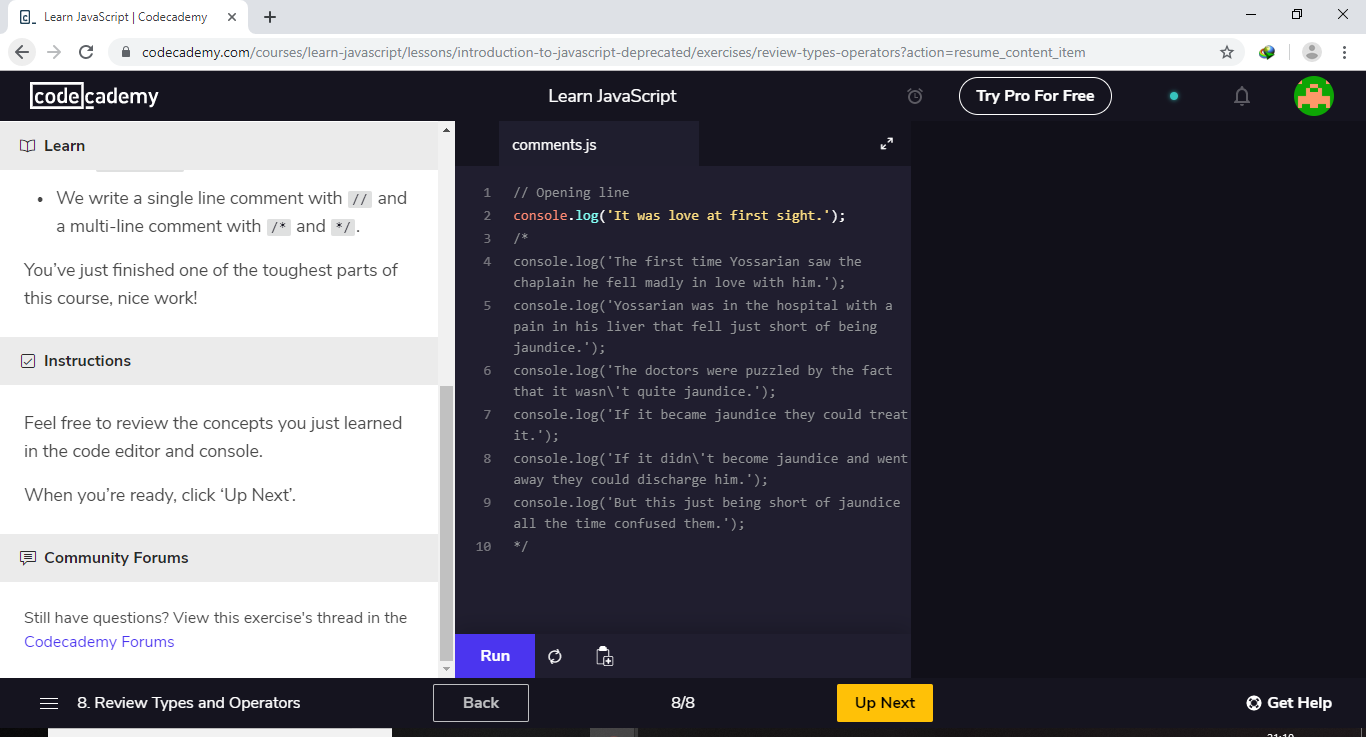 Learn JavaScript | Codecademy
codecademy.com/courses/learn-javascript/lessons/introduction-to-javascript-deprecated/exercises/review-types-operators?action=resume_content_item
codecademy
Learn JavaScript
Try Pro For Free
Learn
• We write a single line comment with // and
a multi-line comment with /* and */.
You’ve just finished one of the toughest parts of
this course, nice work!
Instructions
Feel free to review the concepts you just learned
in the code editor and console.
When you’re ready, click ‘Up Next’.
Community Forums
Still have questions? View this exercise's thread in the
Codecademy Forums
comments.js
1 // Opening line
2 console.log('It was love at first sight.');
3 /*
4 console.log('The first time Yossarian saw the
chaplain he fell madly in love with him.');
5 console.log('Yossarian was in the hospital with a
pain in his liver that fell just short of being
jaundice.');
6 console.log('The doctors were puzzled by the fact
that it wasn\'t quite jaundice.');
7 console.log('If it became jaundice they could treat
it.');
8 console.log('If it didn\'t become jaundice and went
away they could discharge him.');
9 console.log('But this just being short of jaundice
all the time confused them.');
10 */
Run
8. Review Types and Operators
Back
8/8
Up Next
Get Help